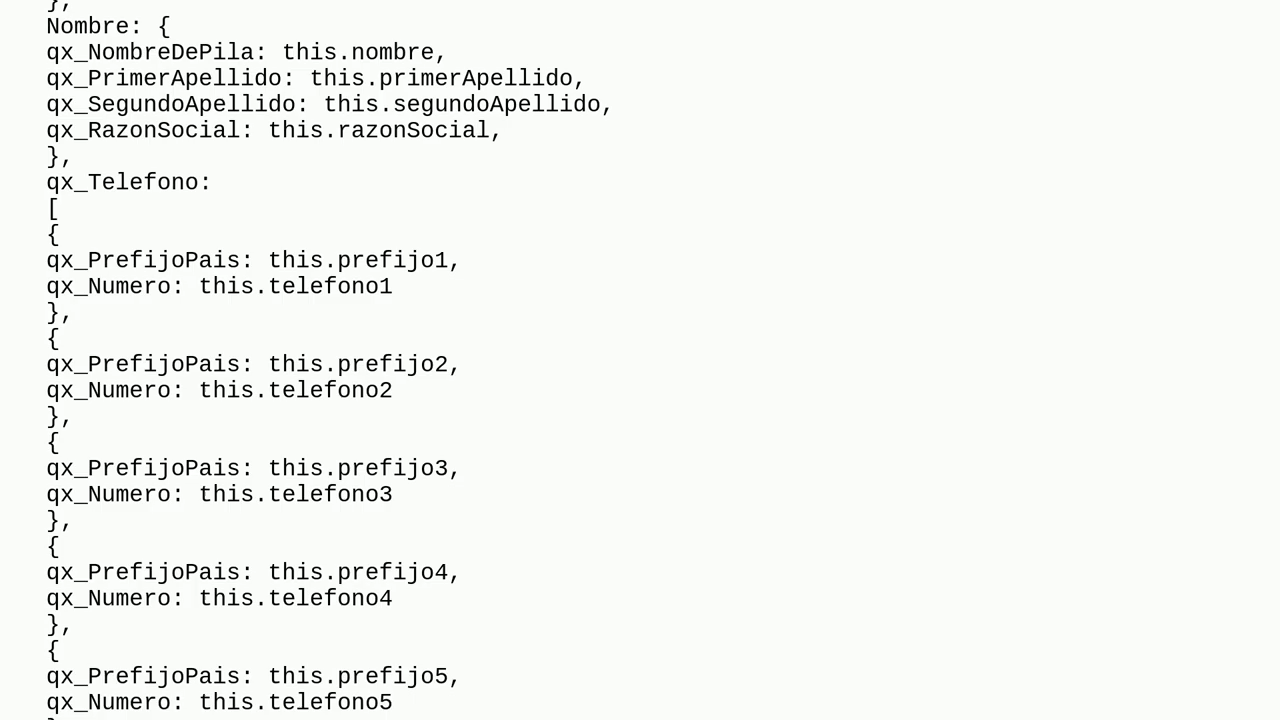 },
Nombre: {
qx_NombreDePila: this.nombre,
qx_PrimerApellido: this.primerApellido,
qx_SegundoApellido: this.segundoApellido,
qx_RazonSocial: this.razonSocial,
},
qx_Telefono:
[
{
qx_PrefijoPais: this.prefijo1,
qx_Numero: this.telefono1
},
{
qx_PrefijoPais: this.prefijo2,
qx_Numero: this.telefono2
},
{
qx_PrefijoPais: this.prefijo3,
qx_Numero: this.telefono3
},
{
qx_PrefijoPais: this.prefijo4,
qx_Numero: this.telefono4
},
{
qx_PrefijoPais: this.prefijo5,
qx_Numero: this.telefono5